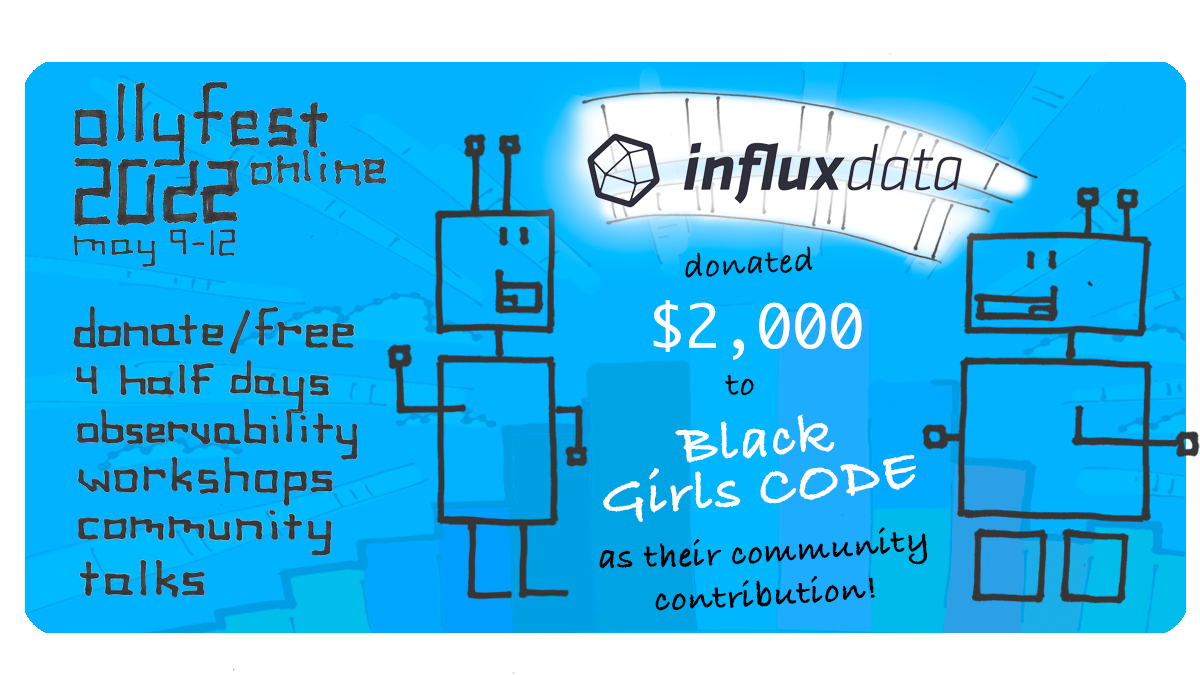 ollyfest
2022 online
may 9-12
donate/free
4 half days
observability
workshops
community
talks
influxdata
donated
$2,000
to
Black
Girls CODE
as their community
contribution!